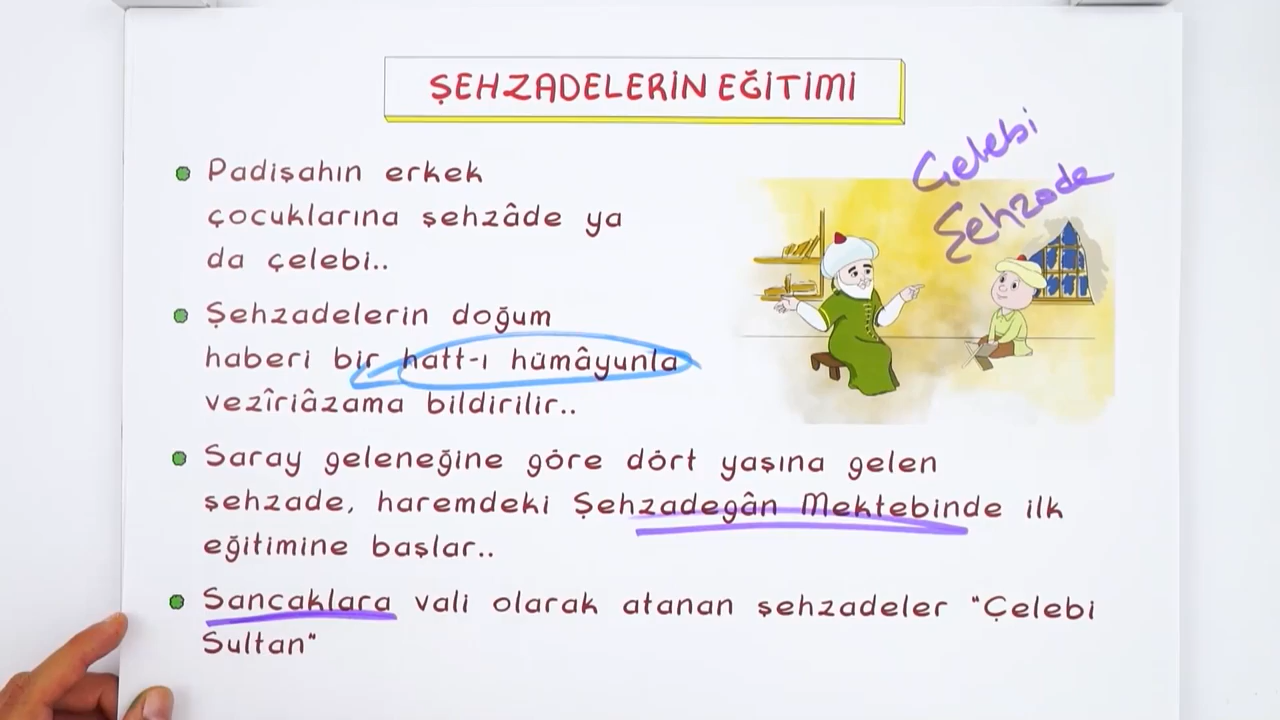 ŞEHZADELERİN EĞİTİMİ
Çelebi
Şehzade
Padişahın erkek
çocuklarına şehzâde ya
da çelebi..
Şehzadelerin doğum
haberi bir hatt-ı hümâyunla
vezîriâzama bildirilir..
Saray geleneğine göre dört yaşına gelen
şehzade, haremdeki Şehzadegân Mektebinde ilk
eğitimine başlar..
Sancaklara vali olarak atanan şehzadeler "Çelebi
Sultan"